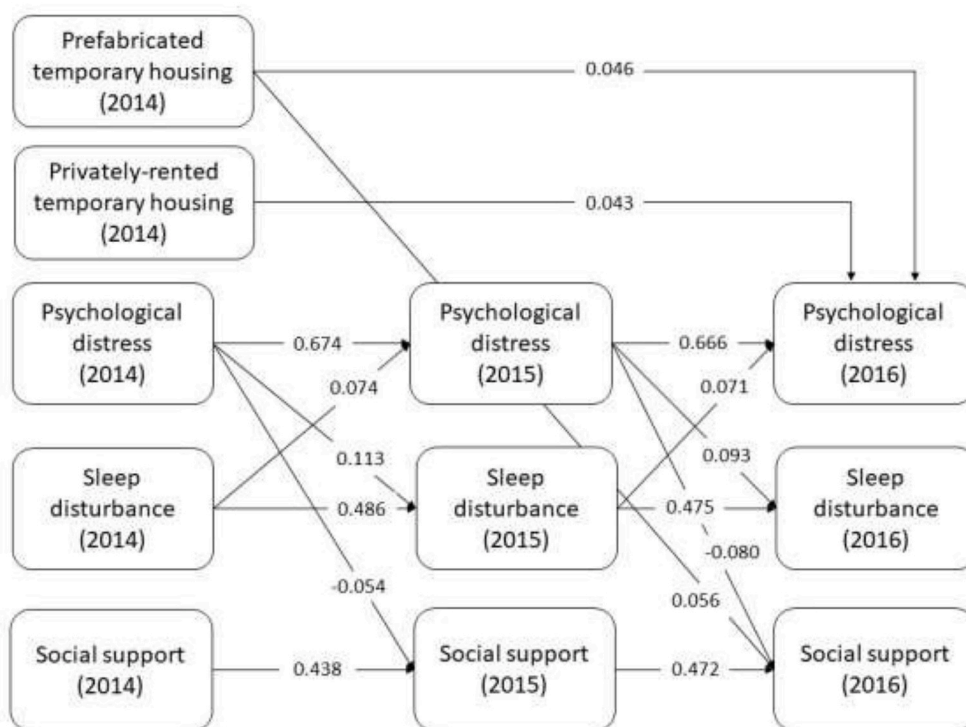 Prefabricated
temporary housing
(2014)
0.046
Privately-rented
temporary housing
(2014)
0.043
Psychological
distress
(2014)
0.674
Psychological
distress
(2015)
0.666
Psychological
distress
(2016)
0.074
0.071
0.113
0.093
Sleep
disturbance
(2014)
0.486
Sleep
disturbance
(2015)
0.475
Sleep
disturbance
(2016)
-0.054
-0.080
0.056
Social support
(2014)
0.438
Social support
(2015)
0.472
Social support
(2016)